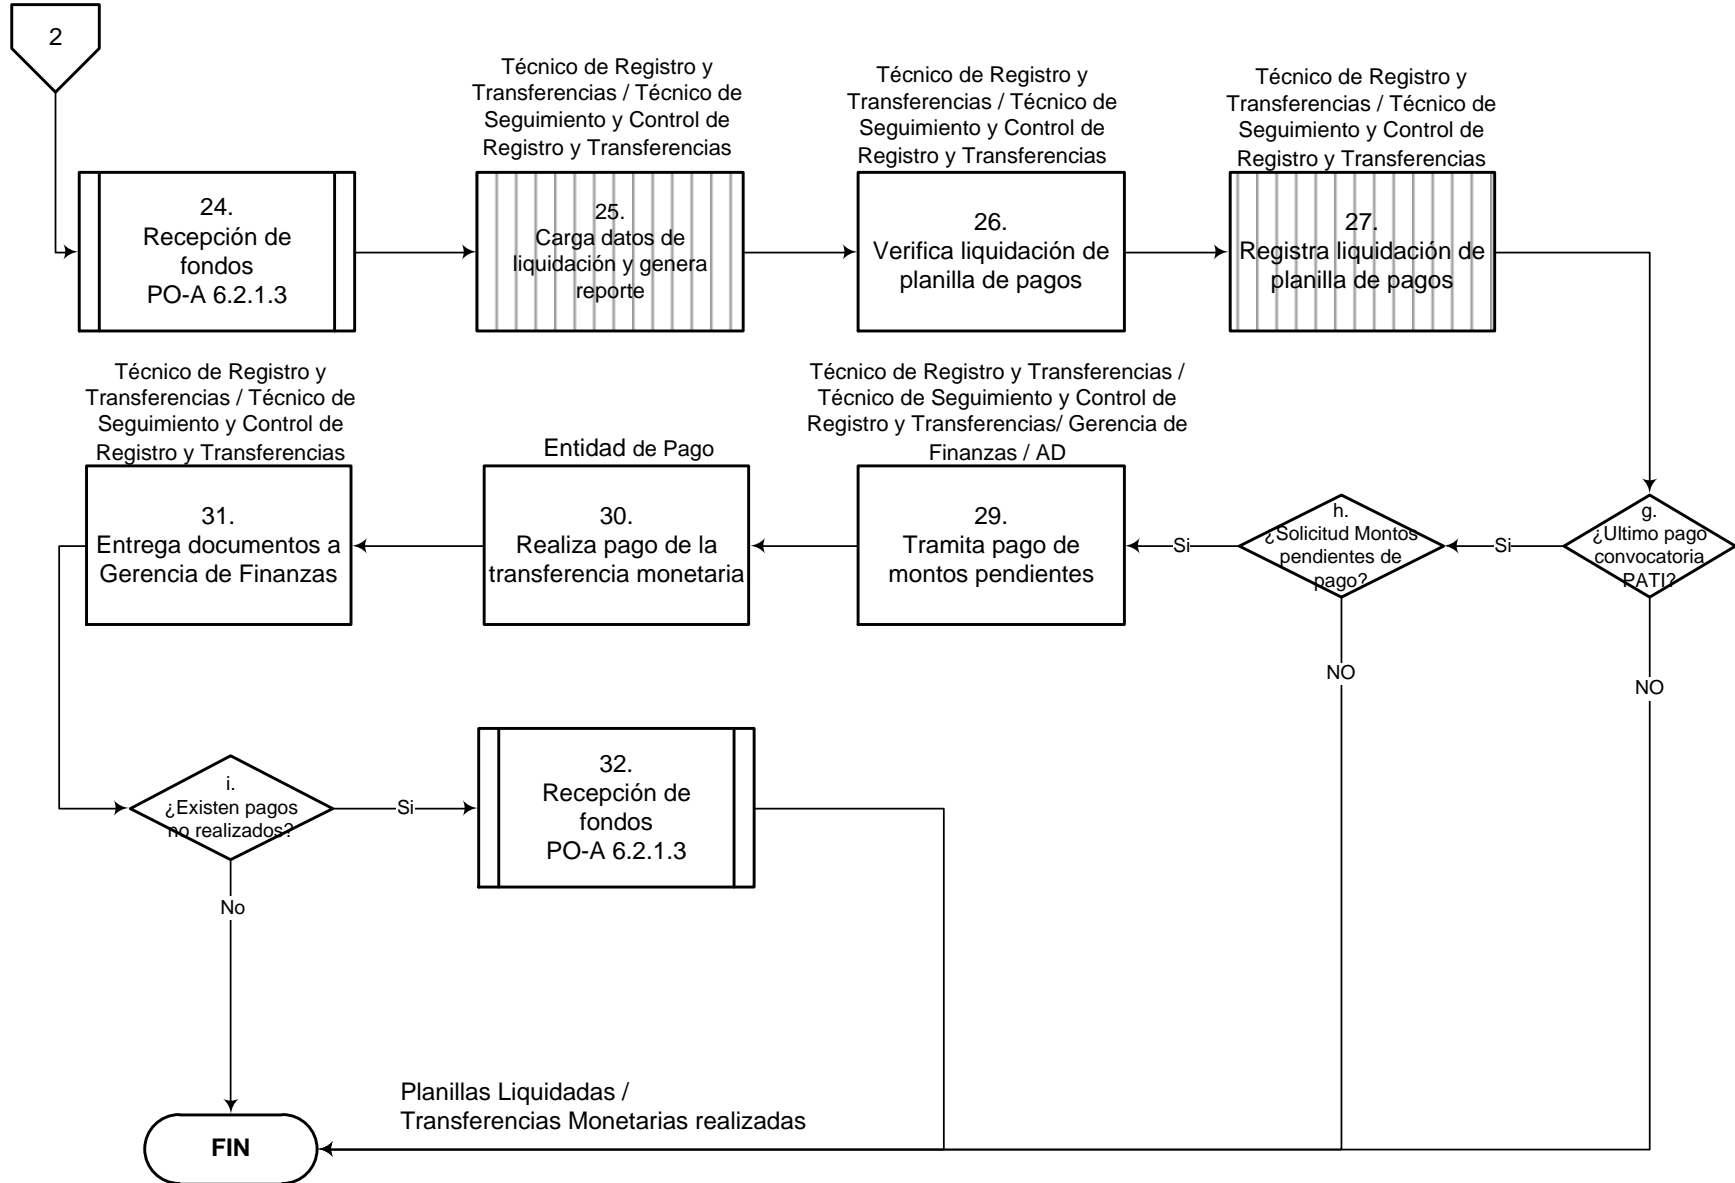 2
Técnico de Registro y
Transferencias / Técnico de
Seguimiento y Control de
Registro y Transferencias
Técnico de Registro y
Transferencias / Técnico de
Seguimiento y Control de
Registro y Transferencias
Técnico de Registro y
Transferencias / Técnico de
Seguimiento y Control de
Registro y Transferencias
24.
Recepción de
fondos
PO-A 6.2.1.3
25.
Carga datos de
liquidación y genera
reporte
26.
Verifica liquidación de
planilla de pagos
27.
Registra liquidación de
planilla de pagos
g.
¿Ultimo pago
convocatoria
PATI?
Si
NO
h.
¿Solicitud Montos
pendientes de
pago?
Si
NO
Técnico de Registro y Transferencias /
Técnico de Seguimiento y Control de
Registro y Transferencias/ Gerencia de
Finanzas / AD
29.
Tramita pago de
montos pendientes
Entidad de Pago
30.
Realiza pago de la
transferencia monetaria
Técnico de Registro y
Transferencias / Técnico de
Seguimiento y Control de
Registro y Transferencias
31.
Entrega documentos a
Gerencia de Finanzas
i.
¿Existen pagos
no realizados?
Si
No
32.
Recepción de
fondos
PO-A 6.2.1.3
Planillas Liquidadas /
Transferencias Monetarias realizadas
FIN